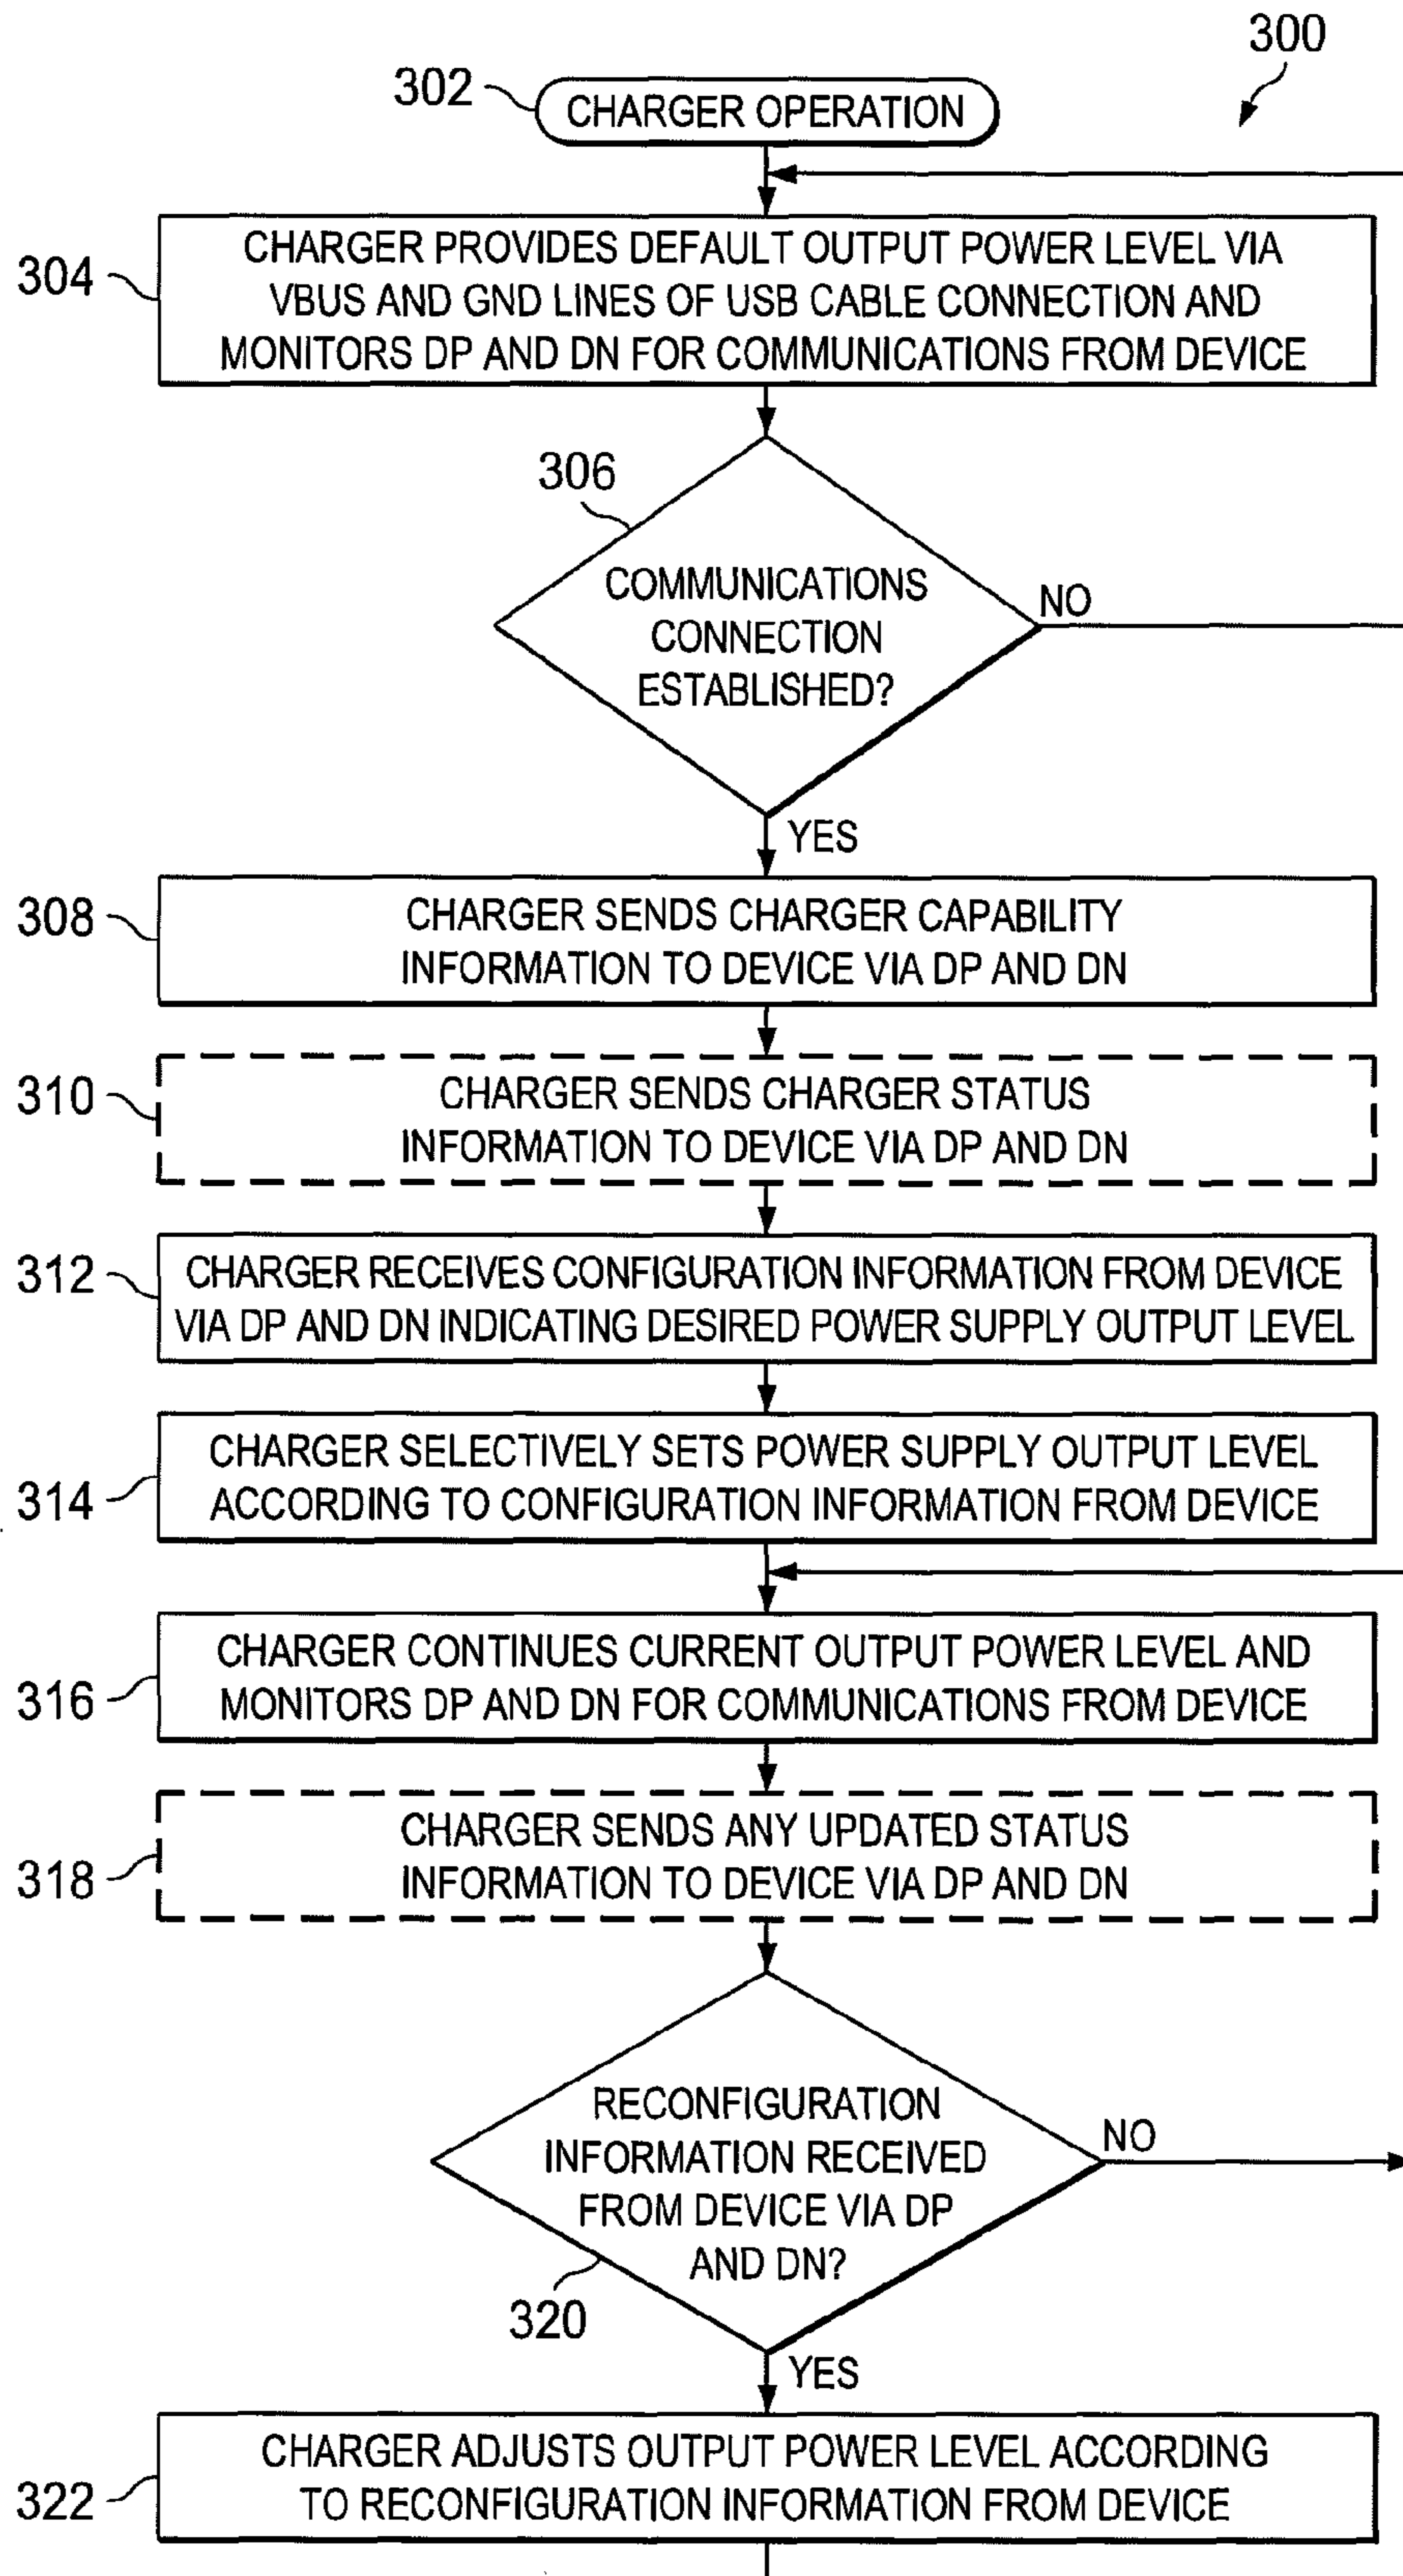 300
302
CHARGER OPERATION
304
CHARGER PROVIDES DEFAULT OUTPUT POWER LEVEL VIA
VBUS AND GND LINES OF USB CABLE CONNECTION AND
MONITORS DP AND DN FOR COMMUNICATIONS FROM DEVICE
306
COMMUNICATIONS
CONNECTION
ESTABLISHED?
NO
YES
308
CHARGER SENDS CHARGER CAPABILITY
INFORMATION TO DEVICE VIA DP AND DN
310
CHARGER SENDS CHARGER STATUS
INFORMATION TO DEVICE VIA DP AND DN
312
CHARGER RECEIVES CONFIGURATION INFORMATION FROM DEVICE
VIA DP AND DN INDICATING DESIRED POWER SUPPLY OUTPUT LEVEL
314
CHARGER SELECTIVELY SETS POWER SUPPLY OUTPUT LEVEL
ACCORDING TO CONFIGURATION INFORMATION FROM DEVICE
316
CHARGER CONTINUES CURRENT OUTPUT POWER LEVEL AND
MONITORS DP AND DN FOR COMMUNICATIONS FROM DEVICE
318
CHARGER SENDS ANY UPDATED STATUS
INFORMATION TO DEVICE VIA DP AND DN
RECONFIGURATION
INFORMATION RECEIVED
FROM DEVICE VIA DP
AND DN?
NO
320
YES
322
CHARGER ADJUSTS OUTPUT POWER LEVEL ACCORDING
TO RECONFIGURATION INFORMATION FROM DEVICE